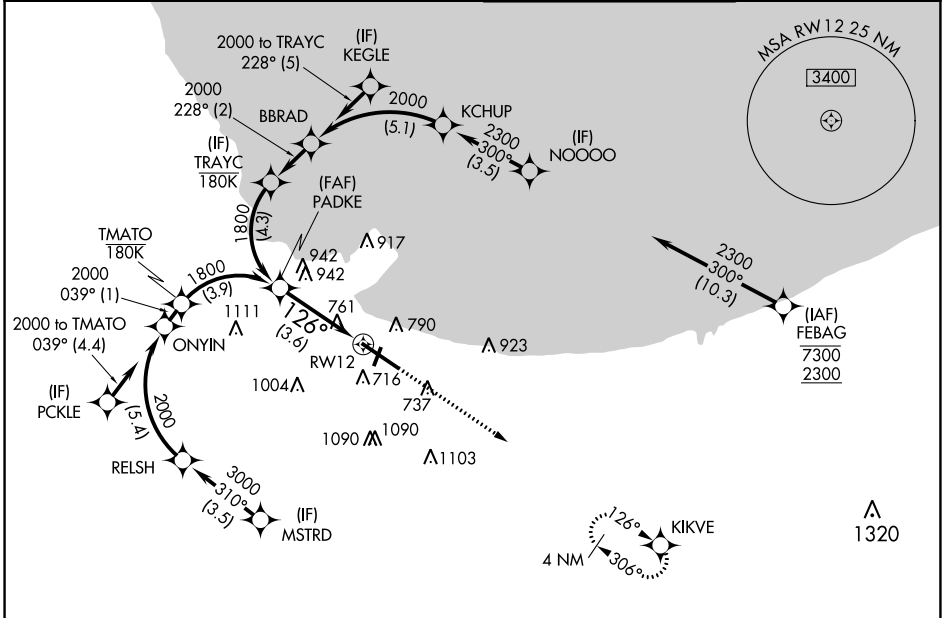 MSA RW12 25 NM
3400
(IF)
KEGLE
2000 to TRAYC
228° (5)
2000
228° (2)
BBRAD
2000
(5.1)
KCHUP
2300
300°
(3.5)
(IF)
NOOOO
(IF)
TRAYC
180K
(FAF)
PADKE
1800
(4.3)
917
942
942
TMATO
180K
2000
039° (1)
1800
(3.9)
2300
300°
(10.3)
(IAF)
FEBAG
7300
2300
2000 to TMATO
039° (4.4)
ONYIN
1111
126°
(3.6)
761
790
923
RW12
716
1004
737
(IF)
PCKLE
2000
(5.4)
1090
1090
1103
RELSH
3000
310°
(3.5)
(IF)
MSTRD
126°
KIKVE
4 NM
306°
1320